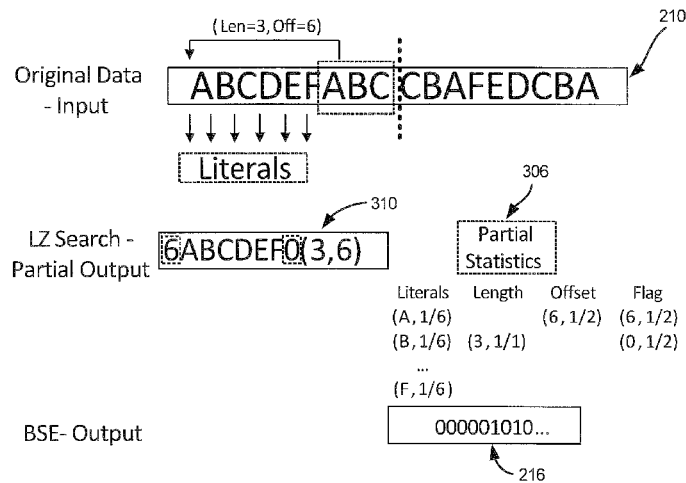 (Len=3, Off=6)
210
Original Data
- Input
ABCDEFABCCBAFEDCBA
Literals
306
310
LZ Search -
Partial Output
6ABCDEF0(3,6)
Partial
Statistics
Literals Length Offset Flag
(A, 1/6) (6, 1/2) (6, 1/2)
(B, 1/6) (3, 1/1) (0, 1/2)
...
(F, 1/6)
BSE- Output
000001010...
216